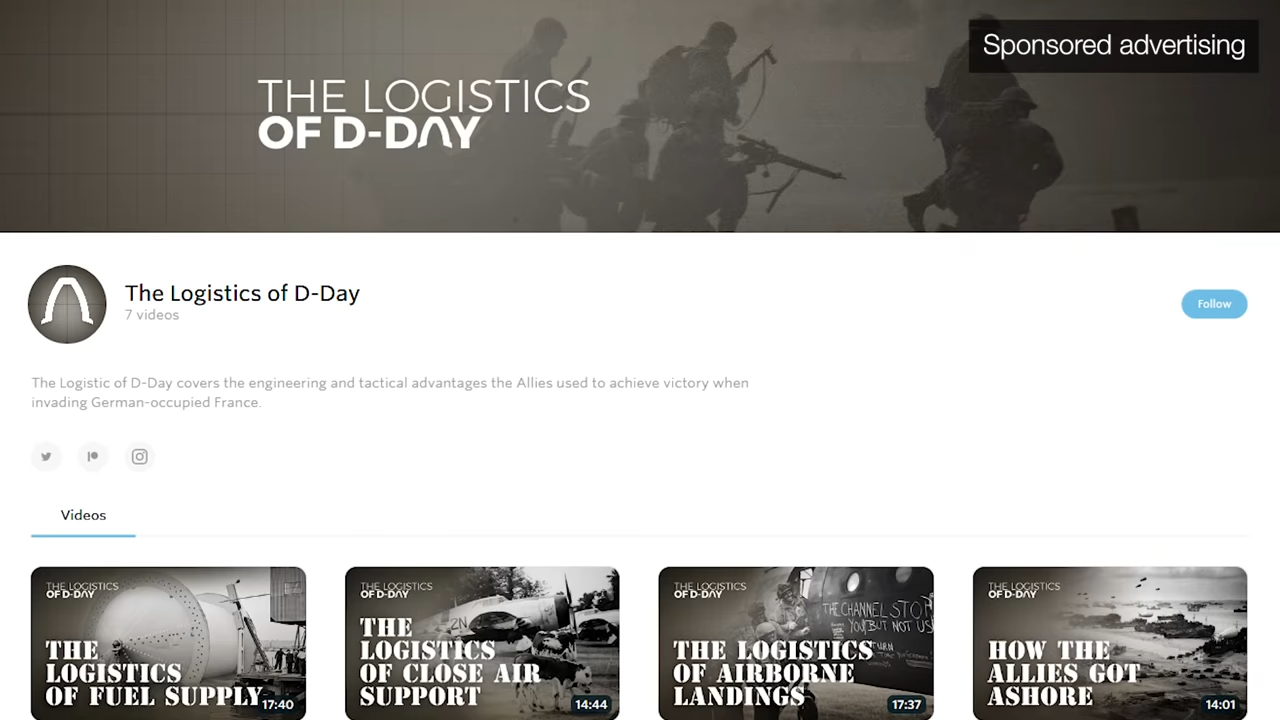 Sponsored advertising
THE LOGISTICS
OF D-DAY
The Logistics of D-Day
7 videos
Follow
The Logistic of D-Day covers the engineering and tactical advantages the Allies used to achieve victory when
invading German-occupied France.
Videos
THE LOGISTICS
OF D-DAY
THE
LOGISTICS
OF FUEL SUPPLY
17:40
THE LOGISTICS
OF D-DAY
2N
THE
LOGISTICS
OF CLOSE AIR
SUPPORT
14:44
THE LOGISTICS
OF D-DAY
THE CHANNEL STOP
YOU BUT NOT US
THE LOGISTICS
OF AIRBORNE
LANDINGS
17:37
THE LOGISTICS
OF D-DAY
HOW THE
ALLIES GOT
ASHORE
14:01